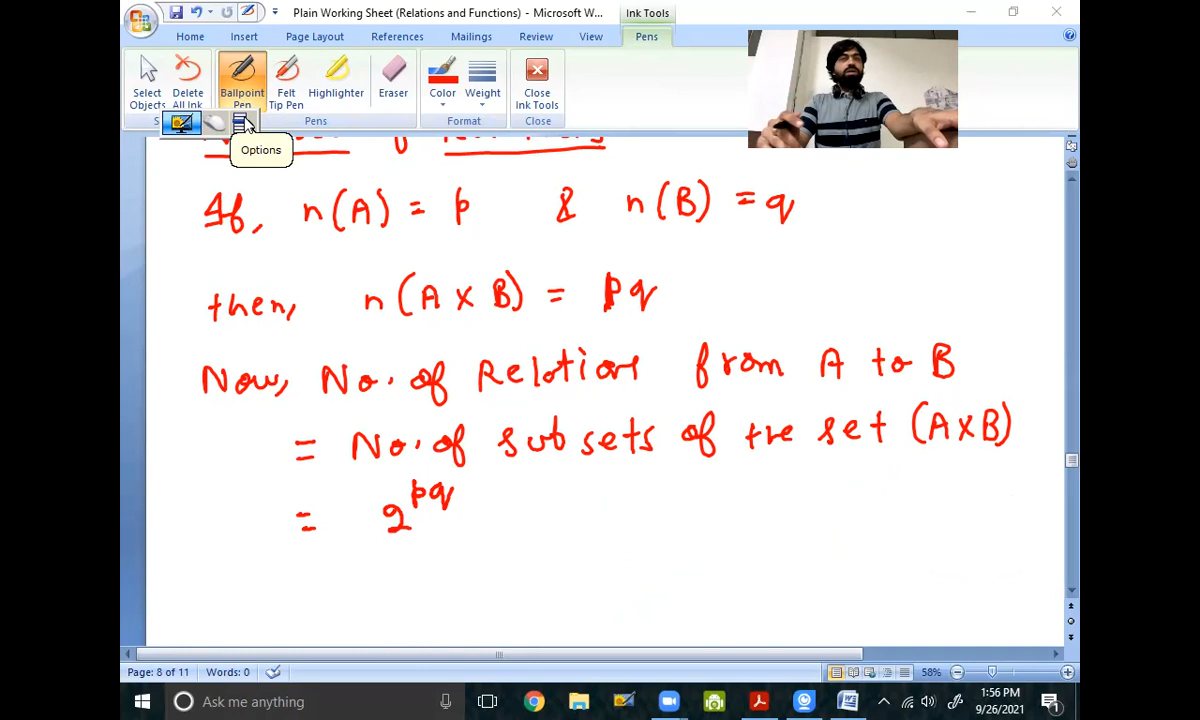 Plain Working Sheet (Relations and Functions) - Microsoft W...
Ink Tools
Home Insert Page Layout References Mailings Review View Pens
Select Objects
Delete All Ink
Ballpoint Pen
Felt Tip Pen
Highlighter
Eraser
Color
Weight
Close Ink Tools
S Pens Format Close
Options
If, n(A) = p & n(B) = q
then, n(A x B) = pq
Now, No. of Relations from A to B
= No. of subsets of the set (AxB)
= 2^pq
Page: 8 of 11 Words: 0 58%
Ask me anything
1:56 PM
9/26/2021